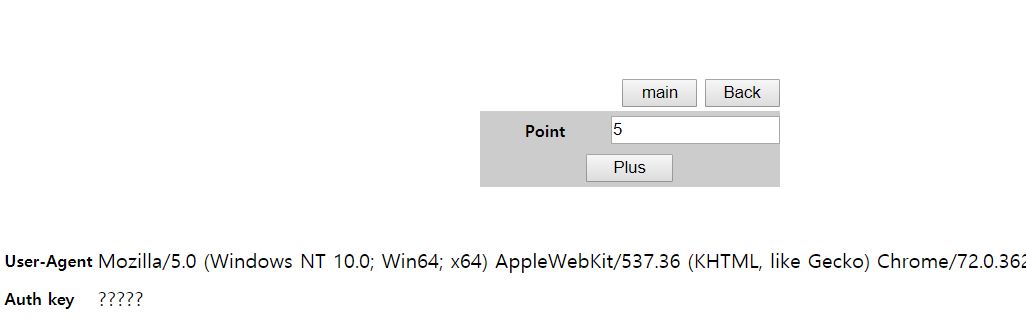 main Back
Point 5
Plus
User-Agent Mozilla/5.0 (Windows NT 10.0; Win64; x64) AppleWebKit/537.36 (KHTML, like Gecko) Chrome/72.0.362
Auth key ?????